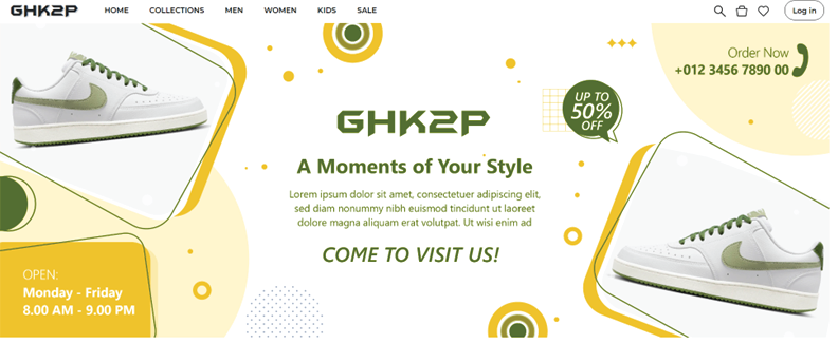 GHK2P HOME COLLECTIONS MEN WOMEN KIDS SALE Log in
Order Now
+012 3456 7890 00
UP TO
50%
OFF
GHK2P
A Moments of Your Style
Lorem ipsum dolor sit amet, consectetuer adipiscing elit,
sed diam nonummy nibh euismod tincidunt ut laoreet
dolore magna aliquam erat volutpat. Ut wisi enim ad
COME TO VISIT US!
OPEN:
Monday - Friday
8.00 AM - 9.00 PM